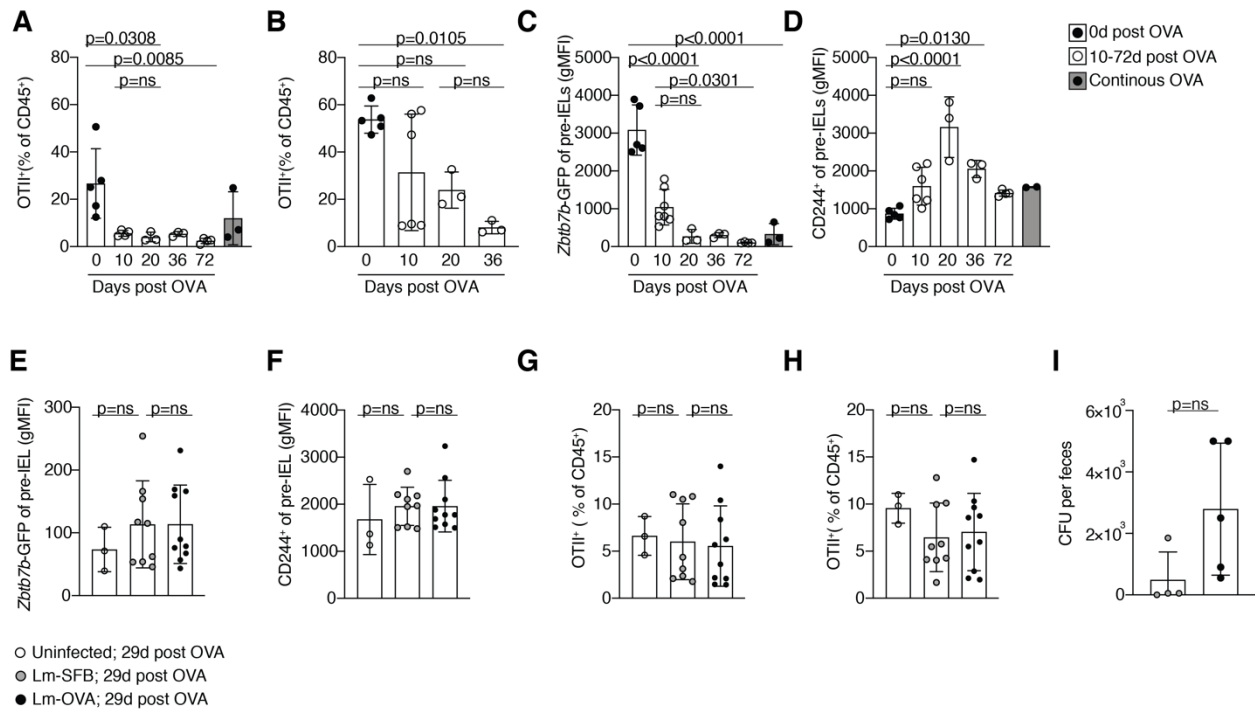 A
p=0.0308
p=0.0085
p=ns
OTII+(% of CD45+)
80
60
40
20
0
0 10 20 36 72
Days post OVA
B
p=0.0105
p=ns
p=ns p=ns
OTII+(% of CD45+)
80
60
40
20
0
0 10 20 36
Days post OVA
C
p<0.0001
p<0.0001
p=0.0301
p=ns
Zbtb7b-GFP of pre-IELs (gMFI)
5000
4000
3000
2000
1000
0
0 10 20 36 72
Days post OVA
D
p=0.0130
p<0.0001
p=ns
CD244+ of pre-IELs (gMFI)
5000
4000
3000
2000
1000
0
0 10 20 36 72
Days post OVA
0d post OVA
10-72d post OVA
Continous OVA
E
p=ns p=ns
Zbtb7b-GFP of pre-IEL (gMFI)
300
200
100
0
F
p=ns p=ns
CD244+ of pre-IEL (gMFI)
4000
3000
2000
1000
0
G
p=ns p=ns
OTII+ ( % of CD45+)
20
15
10
5
0
H
p=ns p=ns
OTII+( % of CD45+)
20
15
10
5
0
I
p=ns
CFU per feces
6×10³
4×10³
2×10³
0
Uninfected; 29d post OVA
Lm-SFB; 29d post OVA
Lm-OVA; 29d post OVA